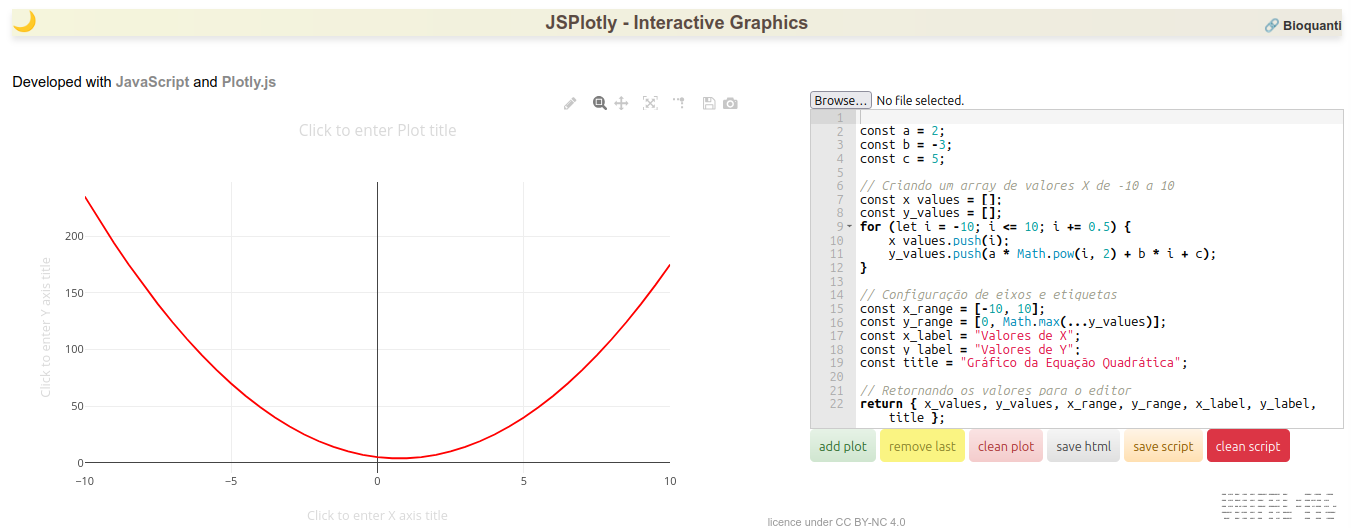 JSPlotly - Interactive Graphics
🔗 Bioquanti
Developed with JavaScript and Plotly.js
Click to enter Plot title
Click to enter Y axis title
200
150
100
50
0
−10
−5
0
5
10
Click to enter X axis title
Browse... No file selected.
1
2 const a = 2;
3 const b = -3;
4 const c = 5;
5
6 // Criando um array de valores X de -10 a 10
7 const x_values = [];
8 const y_values = [];
9 for (let i = -10; i <= 10; i += 0.5) {
10 x_values.push(i);
11 y_values.push(a * Math.pow(i, 2) + b * i + c);
12 }
13
14 // Configuração de eixos e etiquetas
15 const x_range = [-10, 10];
16 const y_range = [0, Math.max(...y_values)];
17 const x_label = "Valores de X";
18 const y_label = "Valores de Y";
19 const title = "Gráfico da Equação Quadrática";
20
21 // Retornando os valores para o editor
22 return { x_values, y_values, x_range, y_range, x_label, y_label,
title };
add plot remove last clean plot save html save script clean script
licence under CC BY-NC 4.0